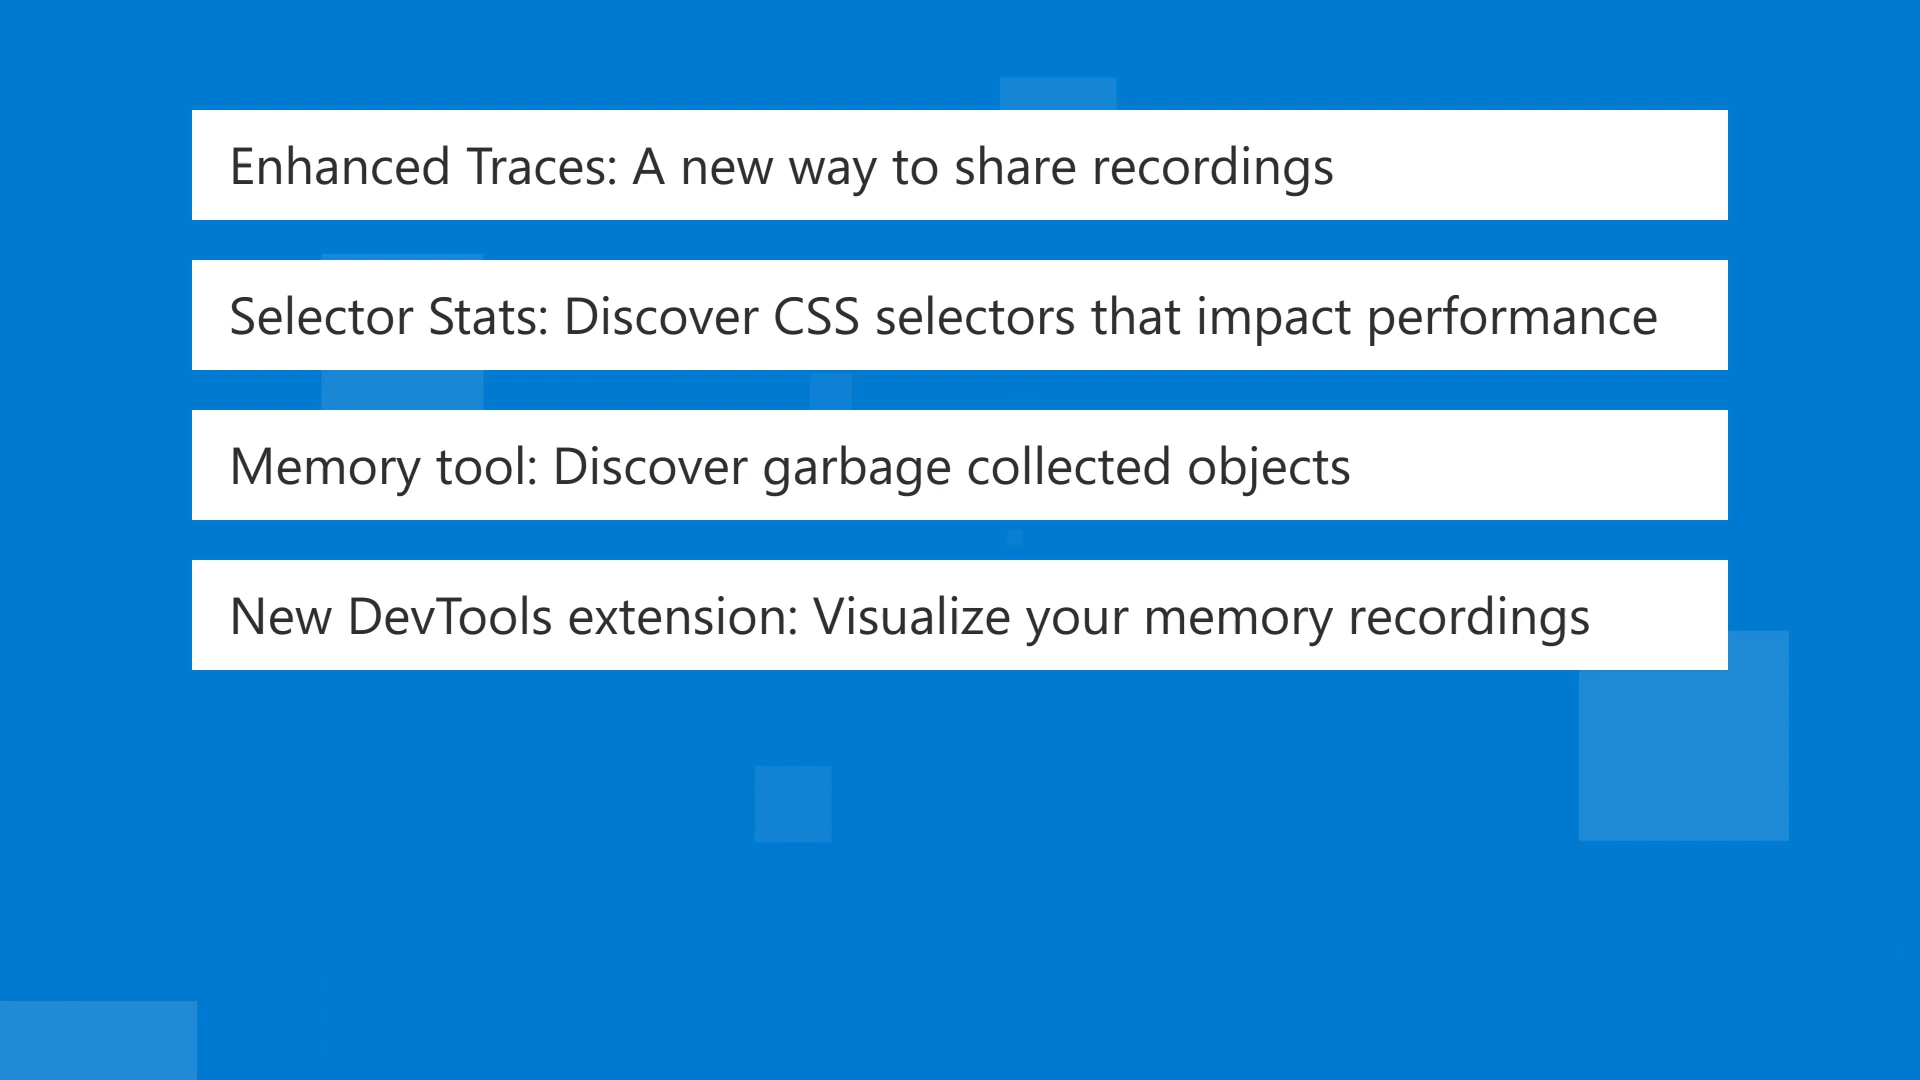 Enhanced Traces: A new way to share recordings
Selector Stats: Discover CSS selectors that impact performance
Memory tool: Discover garbage collected objects
New DevTools extension: Visualize your memory recordings